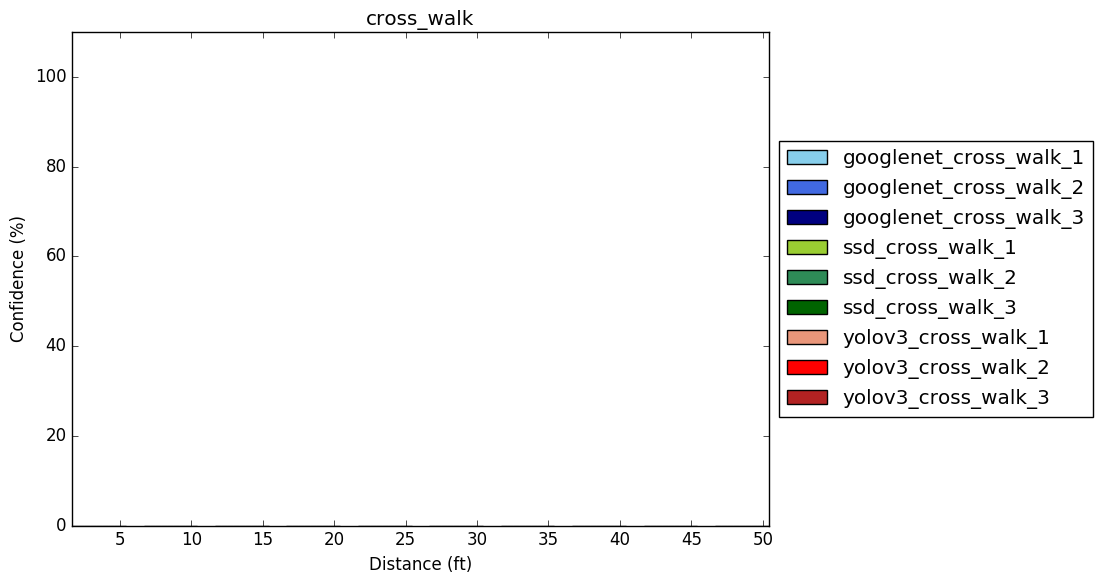 cross_walk
100
80
60
40
20
0
Confidence (%)
5 10 15 20 25 30 35 40 45 50
Distance (ft)
googlenet_cross_walk_1
googlenet_cross_walk_2
googlenet_cross_walk_3
ssd_cross_walk_1
ssd_cross_walk_2
ssd_cross_walk_3
yolov3_cross_walk_1
yolov3_cross_walk_2
yolov3_cross_walk_3